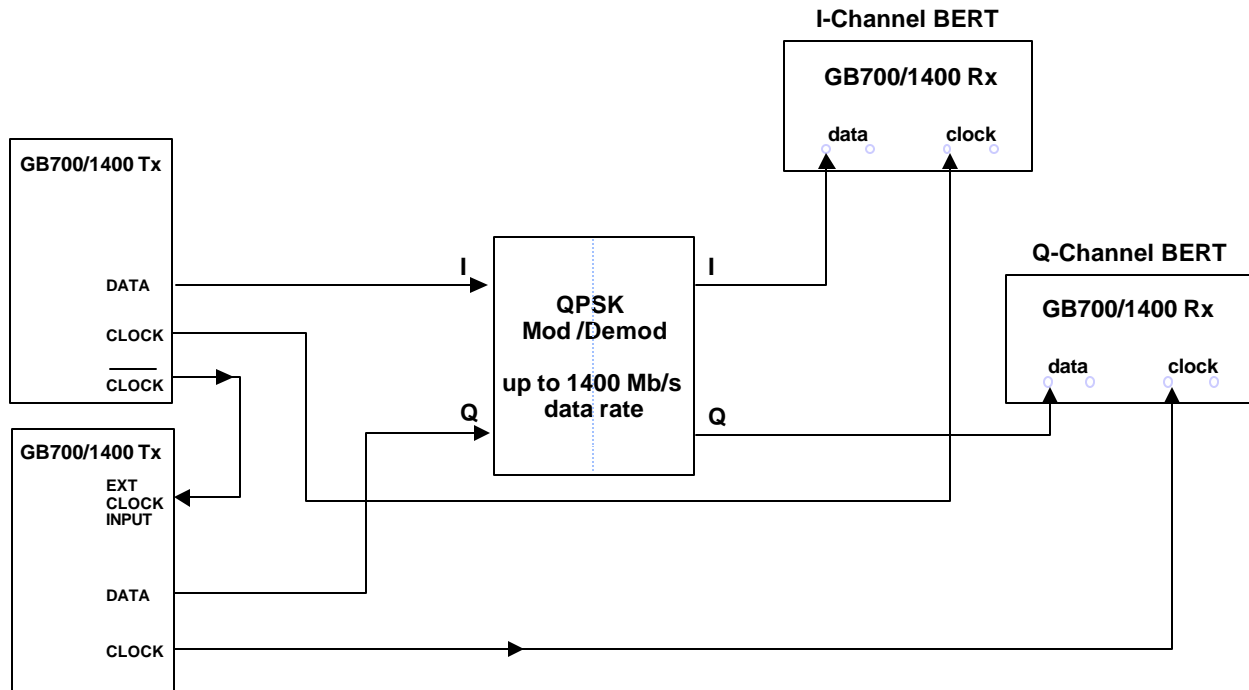 I-Channel BERT
GB700/1400 Rx
data
clock
GB700/1400 Tx
DATA
CLOCK
CLOCK
I
Q
QPSK
Mod /Demod
up to 1400 Mb/s
data rate
I
Q
Q-Channel BERT
GB700/1400 Rx
data
clock
GB700/1400 Tx
EXT
CLOCK
INPUT
DATA
CLOCK